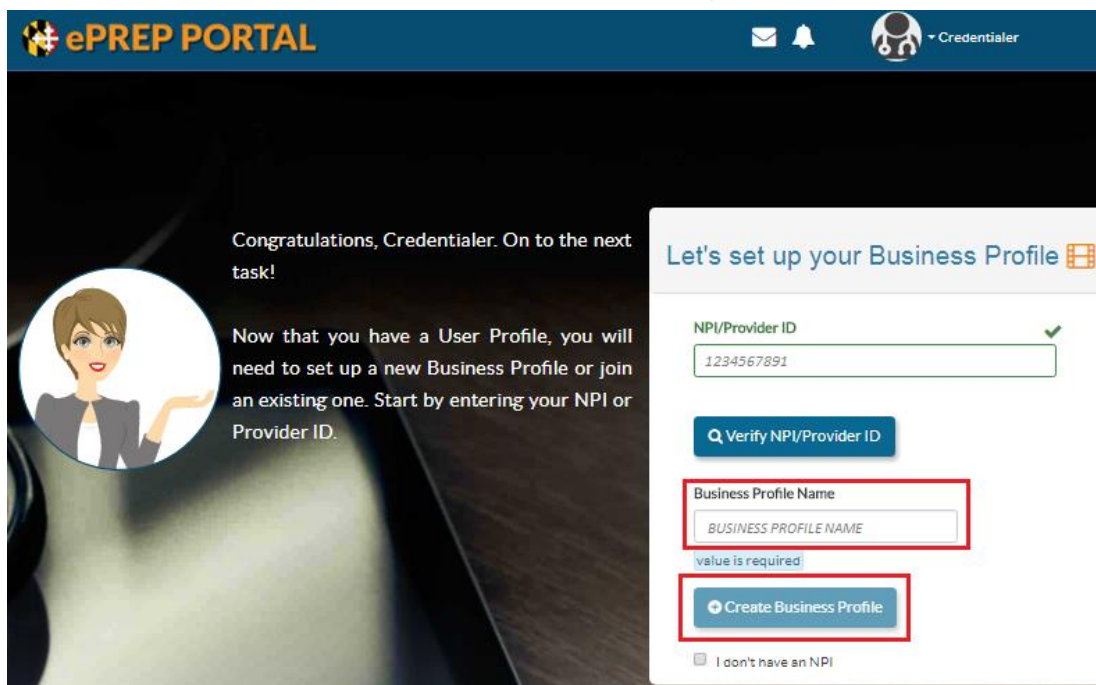 ePREP PORTAL
Credentialer
Congratulations, Credentialer. On to the next
task!
Now that you have a User Profile, you will
need to set up a new Business Profile or join
an existing one. Start by entering your NPI or
Provider ID.
Let's set up your Business Profile
NPI/Provider ID
1234567891
Verify NPI/Provider ID
Business Profile Name
BUSINESS PROFILE NAME
value is required
Create Business Profile
I don't have an NPI